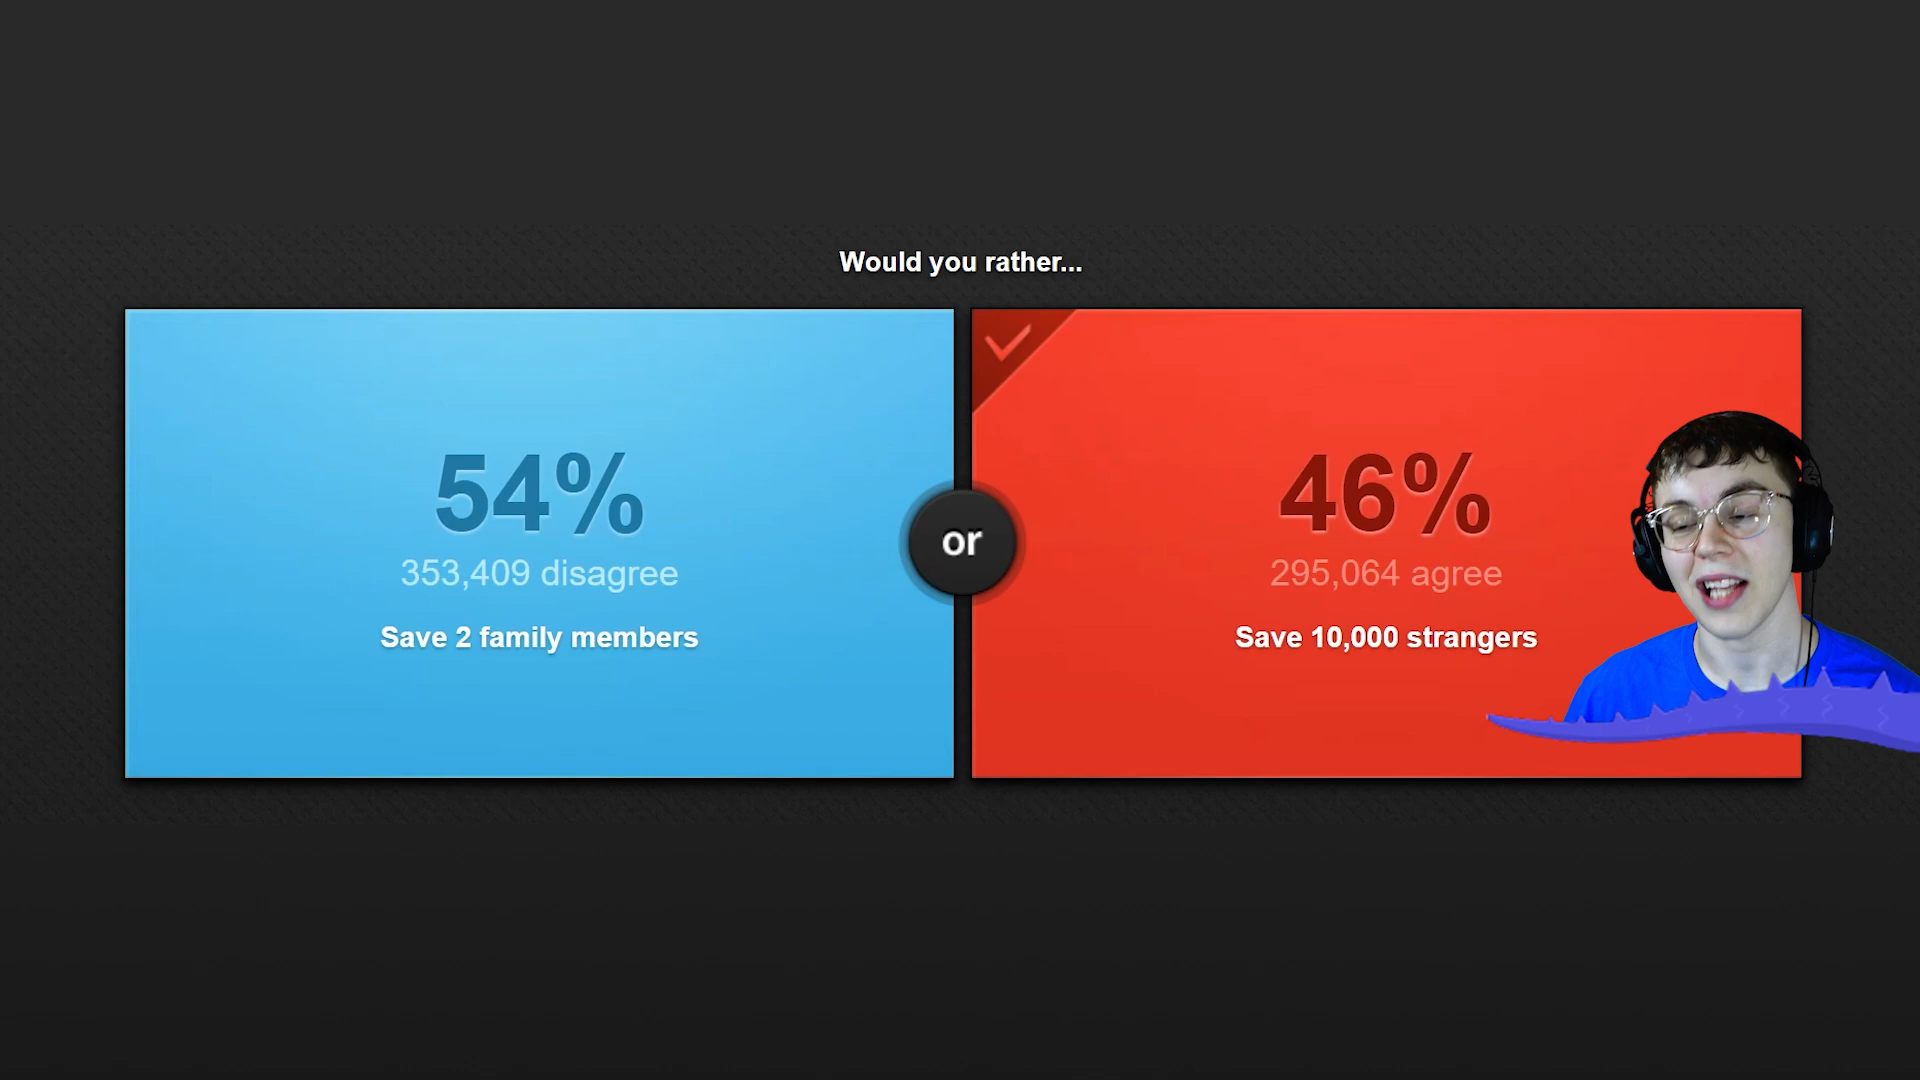 Would you rather...
54%
353,409 disagree
Save 2 family members
or
46%
295,064 agree
Save 10,000 strangers